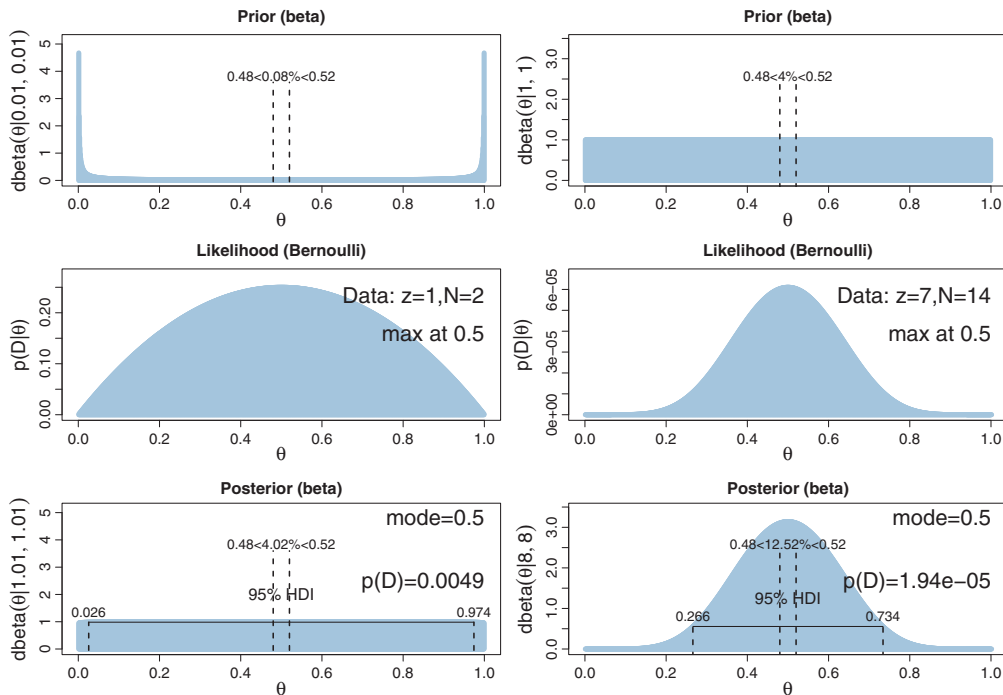 Prior (beta)
dbeta(θ|0.01, 0.01)
0 1 2 3 4 5
0.48<0.08%<0.52
0.0 0.2 0.4 0.6 0.8 1.0
θ
Prior (beta)
dbeta(θ|1, 1)
0.0 1.0 2.0 3.0
0.48<4%<0.52
0.0 0.2 0.4 0.6 0.8 1.0
θ
Likelihood (Bernoulli)
p(D|θ)
0.00 0.10 0.20
Data: z=1,N=2
max at 0.5
0.0 0.2 0.4 0.6 0.8 1.0
θ
Likelihood (Bernoulli)
p(D|θ)
0e+00 3e−05 6e−05
Data: z=7,N=14
max at 0.5
0.0 0.2 0.4 0.6 0.8 1.0
θ
Posterior (beta)
dbeta(θ|1.01, 1.01)
0 1 2 3 4 5
mode=0.5
0.48<4.02%<0.52
p(D)=0.0049
95% HDI
0.026 0.974
0.0 0.2 0.4 0.6 0.8 1.0
θ
Posterior (beta)
dbeta(θ|8, 8)
0.0 1.0 2.0 3.0
mode=0.5
0.48<12.52%<0.52
p(D)=1.94e−05
95% HDI
0.266 0.734
0.0 0.2 0.4 0.6 0.8 1.0
θ